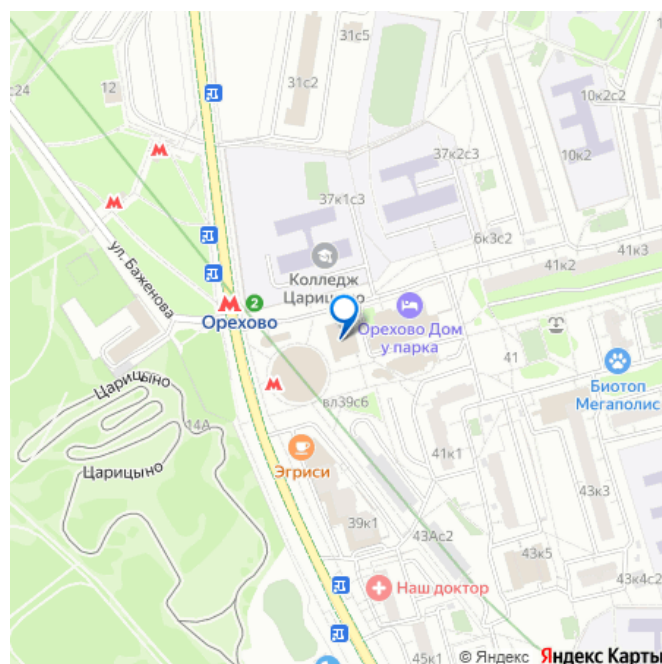 31с5
с24
12
31с2
10к2с2
37к2с3
10к2
37к1с3
ул. Баженова
6к3с2
41к3
41к2
Колледж
Царицыно
2
Орехово
Орехово Дом
у парка
41
Биотоп
Мегаполис
Царицыно
14А
вл39с6
Царицыно
Эгриси
41к1
43к3
39к1
43Ас2
43к5
43к4с2
Наш доктор
45к1
© Яндекс Яндекс Карты